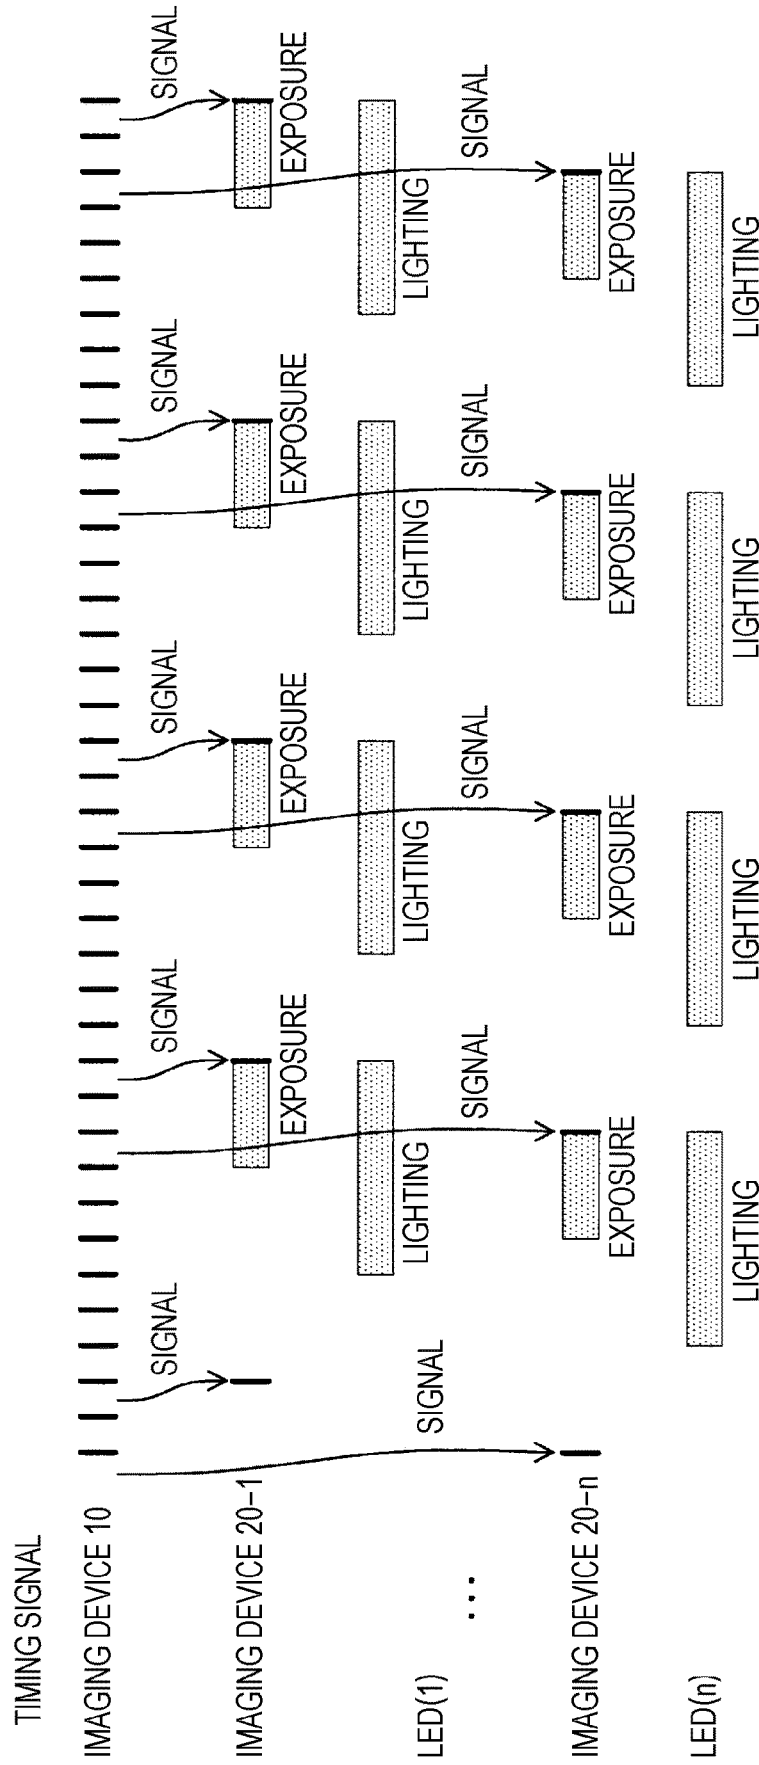 TIMING SIGNAL
IMAGING DEVICE 10
SIGNAL
SIGNAL
SIGNAL
SIGNAL
SIGNAL
IMAGING DEVICE 20-1
EXPOSURE
EXPOSURE
EXPOSURE
EXPOSURE
LED(1)
LIGHTING
LIGHTING
LIGHTING
LIGHTING
SIGNAL
SIGNAL
SIGNAL
SIGNAL
SIGNAL
...
IMAGING DEVICE 20-n
EXPOSURE
EXPOSURE
EXPOSURE
EXPOSURE
LED(n)
LIGHTING
LIGHTING
LIGHTING
LIGHTING